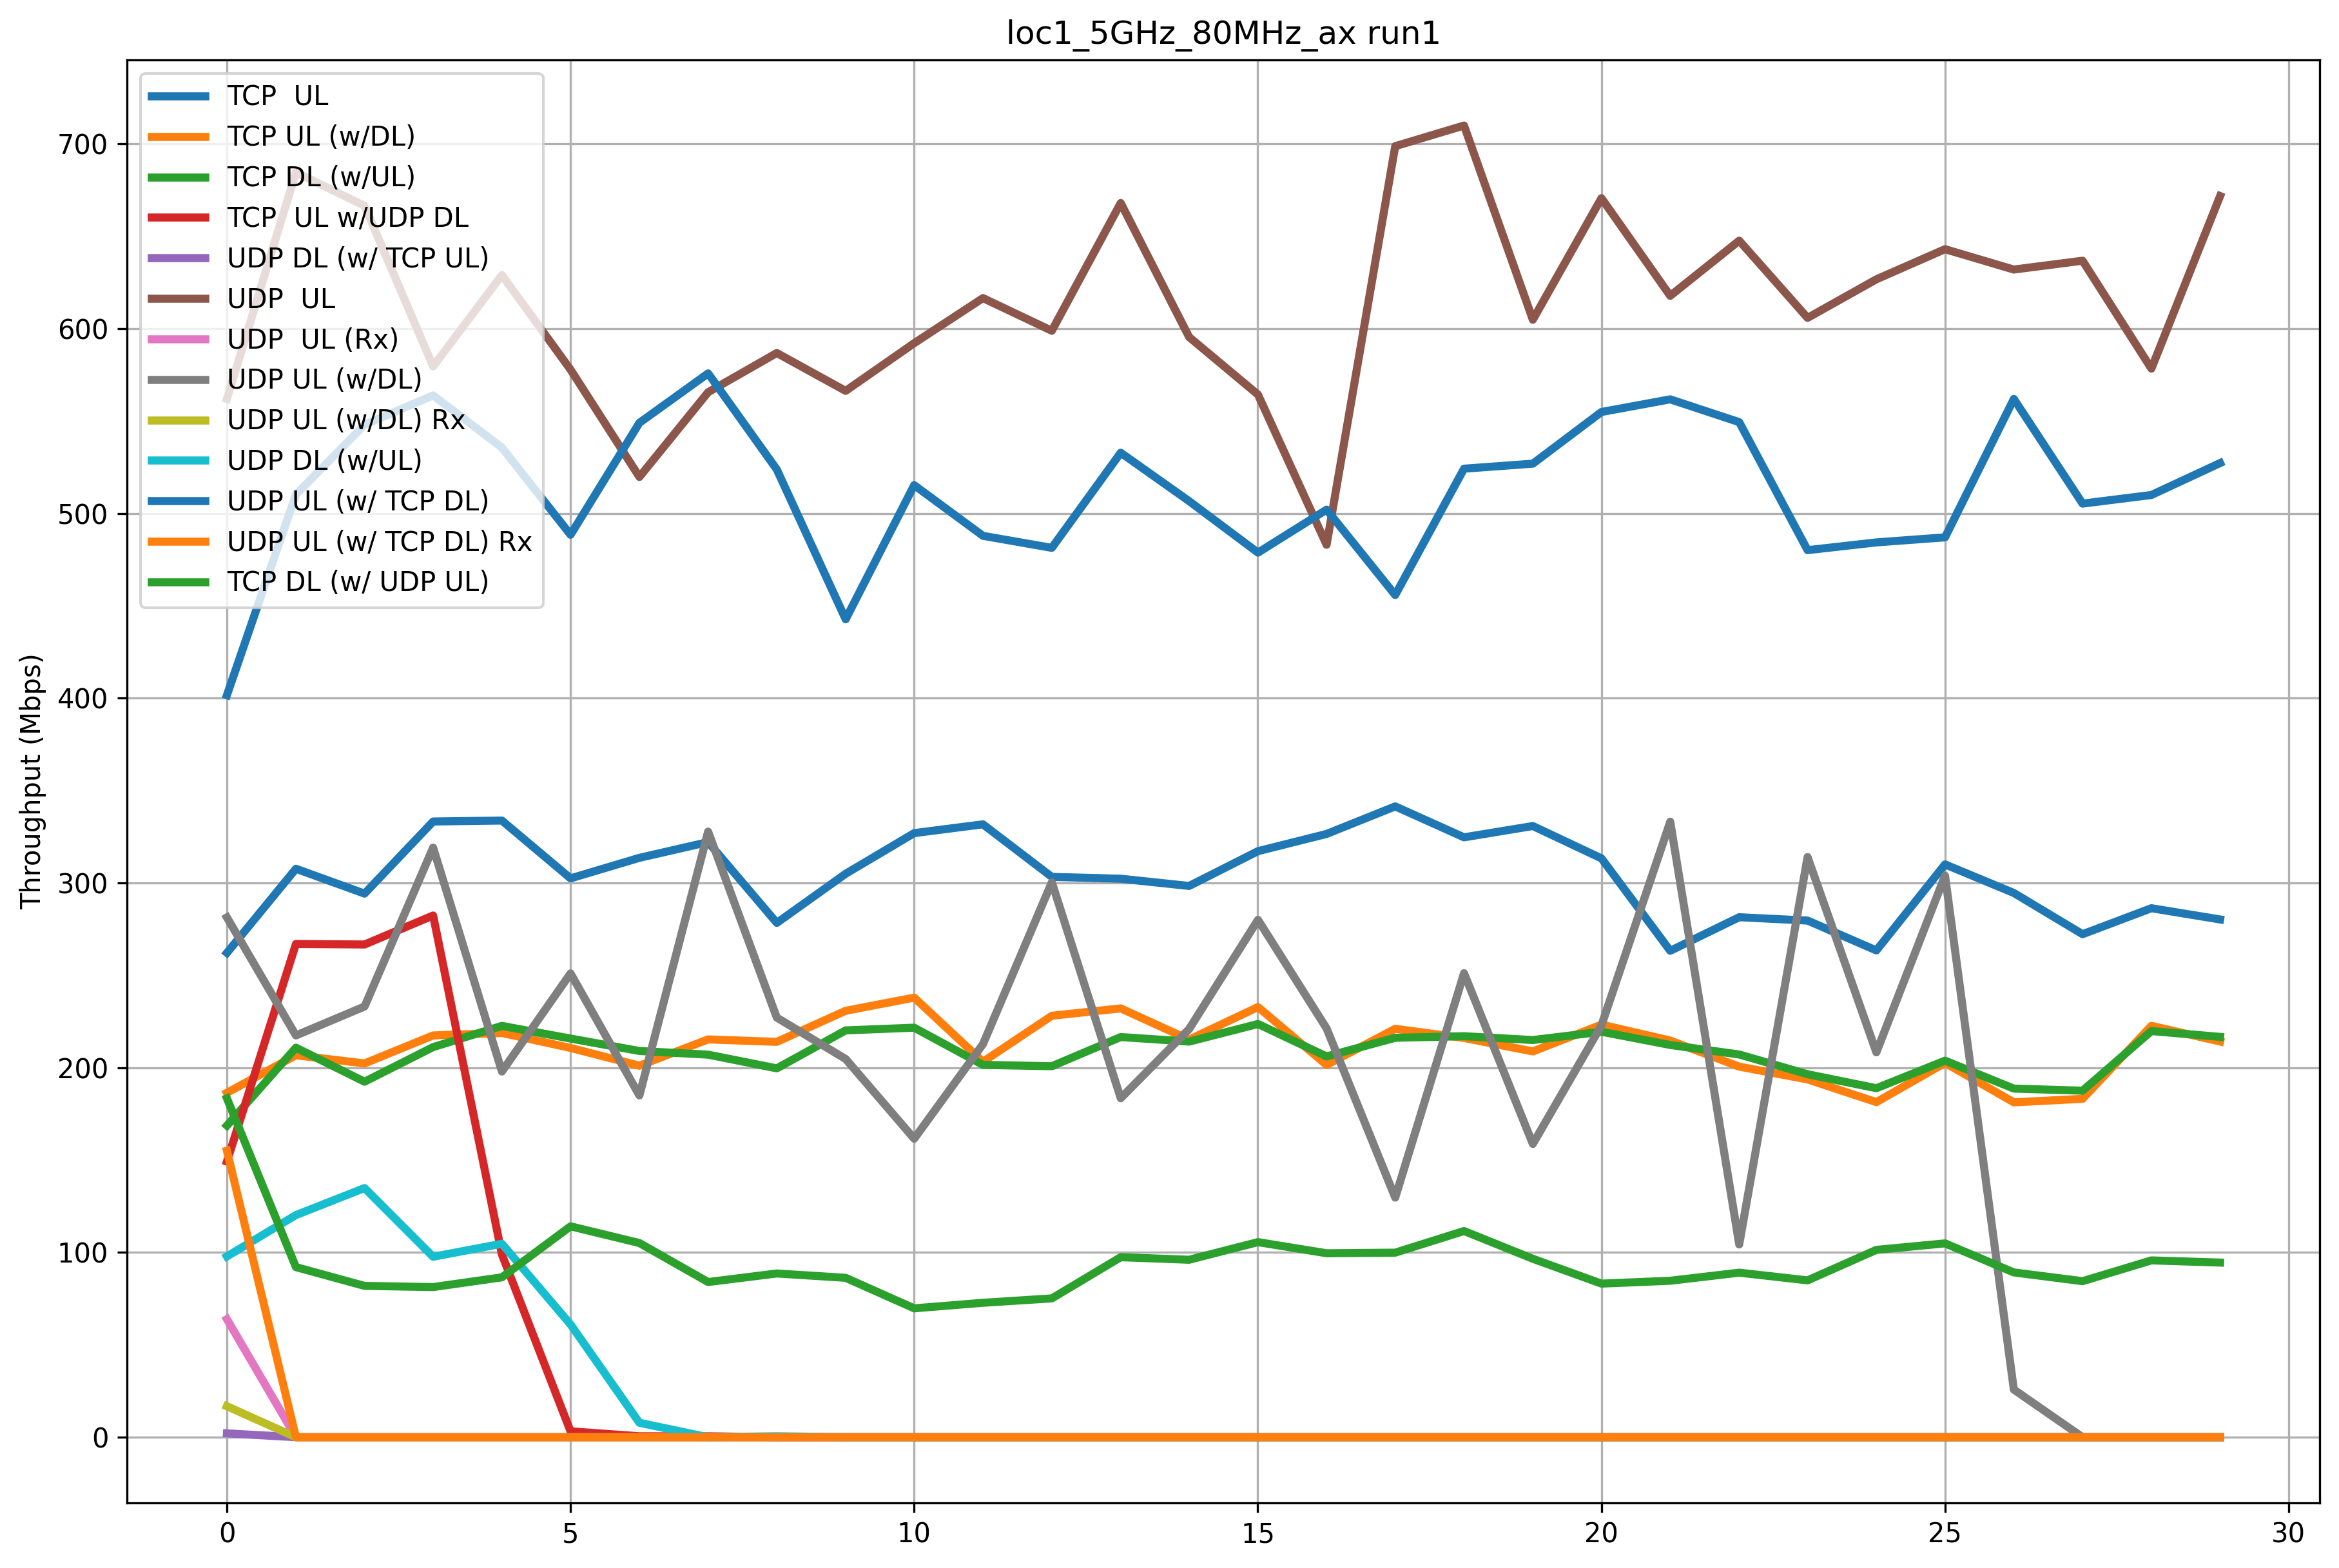 loc1_5GHz_80MHz_ax run1
TCP  UL
TCP UL (w/DL)
TCP DL (w/UL)
TCP  UL w/UDP DL
UDP DL (w/ TCP UL)
UDP  UL
UDP  UL (Rx)
UDP UL (w/DL)
UDP UL (w/DL) Rx
UDP DL (w/UL)
UDP UL (w/ TCP DL)
UDP UL (w/ TCP DL) Rx
TCP DL (w/ UDP UL)
Throughput (Mbps)
700
600
500
400
300
200
100
0
0 5 10 15 20 25 30